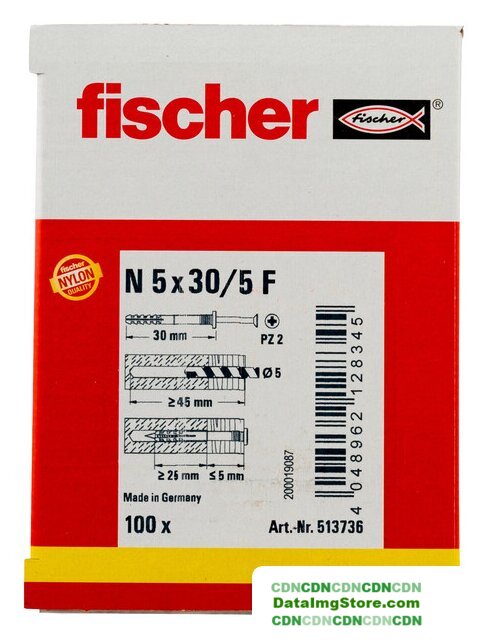 fischer
fischer ®
fischer
NYLON
QUALITY
N 5 x 30/5 F
30 mm
PZ 2
Ø 5
≥ 45 mm
≥ 25 mm ≤ 5 mm
Made in Germany
100 x
Art.-Nr. 513736
200019087
4 048962 128345
CDNCDNCDNCDNCDN
DataImgStore.com
CDNCDNCDNCDNCDN